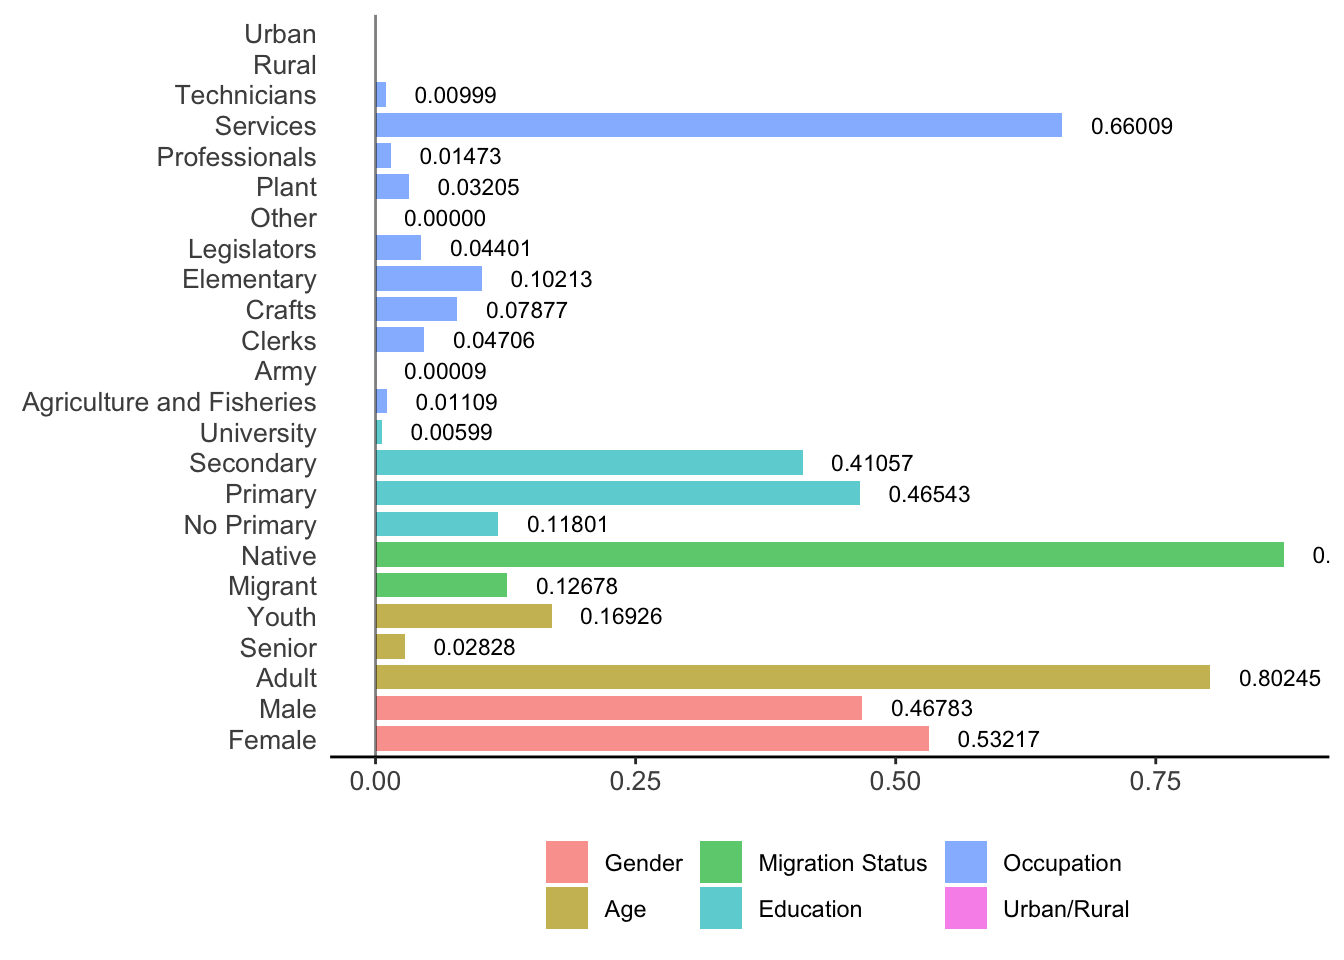 Urban
Rural
Technicians 0.00999
Services 0.66009
Professionals 0.01473
Plant 0.03205
Other 0.00000
Legislators 0.04401
Elementary 0.10213
Crafts 0.07877
Clerks 0.04706
Army 0.00009
Agriculture and Fisheries 0.01109
University 0.00599
Secondary 0.41057
Primary 0.46543
No Primary 0.11801
Native 0.
Migrant 0.12678
Youth 0.16926
Senior 0.02828
Adult 0.80245
Male 0.46783
Female 0.53217
0.00 0.25 0.50 0.75
Gender Migration Status Occupation
Age Education Urban/Rural